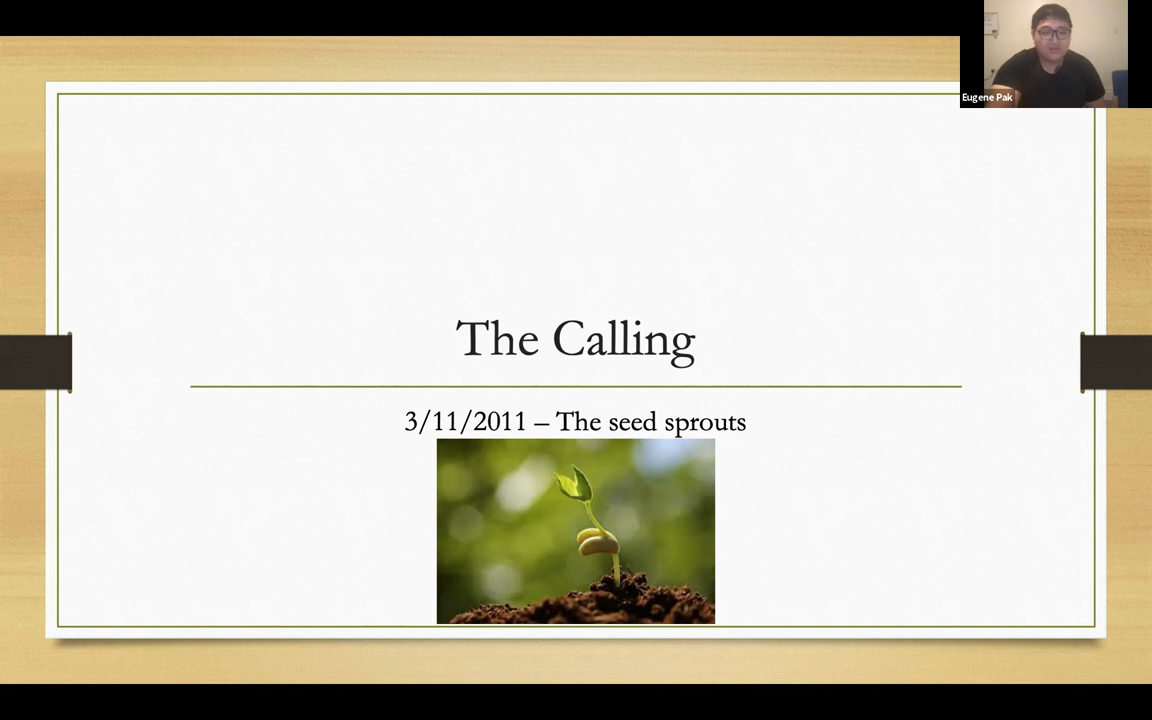 Eugene Pak
The Calling
3/11/2011 – The seed sprouts